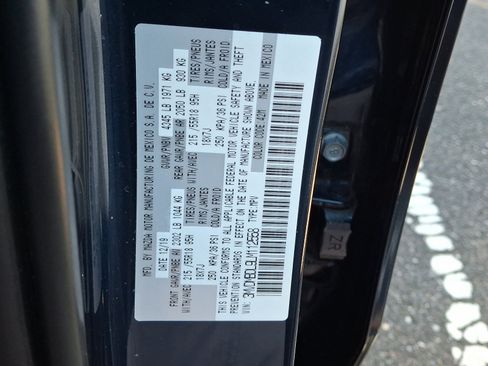 MFD BY MAZDA MOTOR MANUFACTURING DE MEXICO S.A. DE C.V.
DATE 12/19 GVWR/PNBV 4345 LB 1971 KG
FRONT GAWR/PNBE AV 2302 LB 1044 KG REAR GAWR/PNBE AR 2050 LB 930 KG
WITH/AVEC 215 /55R18 95H TIRES/PNEUS WITH/AVEC 215 /55R18 95H TIRES/PNEUS
18X7J RIMS/JANTES 18X7J RIMS/JANTES
250 KPA/36 PSI COLD/A FROID 250 KPA/36 PSI COLD/A FROID
THIS VEHICLE CONFORMS TO ALL APPLICABLE FEDERAL MOTOR VEHICLE SAFETY AND THEFT
PREVENTION STANDARDS IN EFFECT ON THE DATE OF MANUFACTURE SHOWN ABOVE.
VIN: TYPE:MPV COLOR CODE:42M MADE IN MEXICO